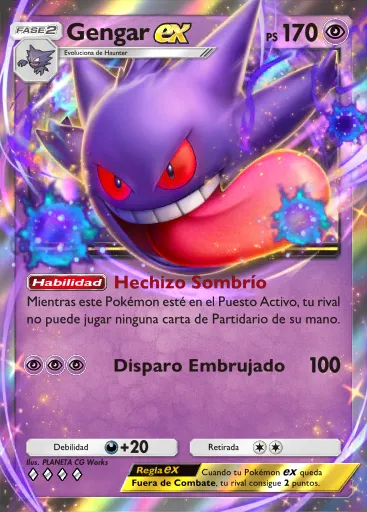 FASE2 Gengar ex PS 170
Evoluciona de Haunter
Habilidad Hechizo Sombrío
Mientras este Pokémon esté en el Puesto Activo, tu rival
no puede jugar ninguna carta de Partidario de su mano.
Disparo Embrujado 100
Debilidad +20 Retirada
Ilus. PLANETA CG Works
Regla ex Cuando tu Pokémon ex queda
Fuera de Combate, tu rival consigue 2 puntos.